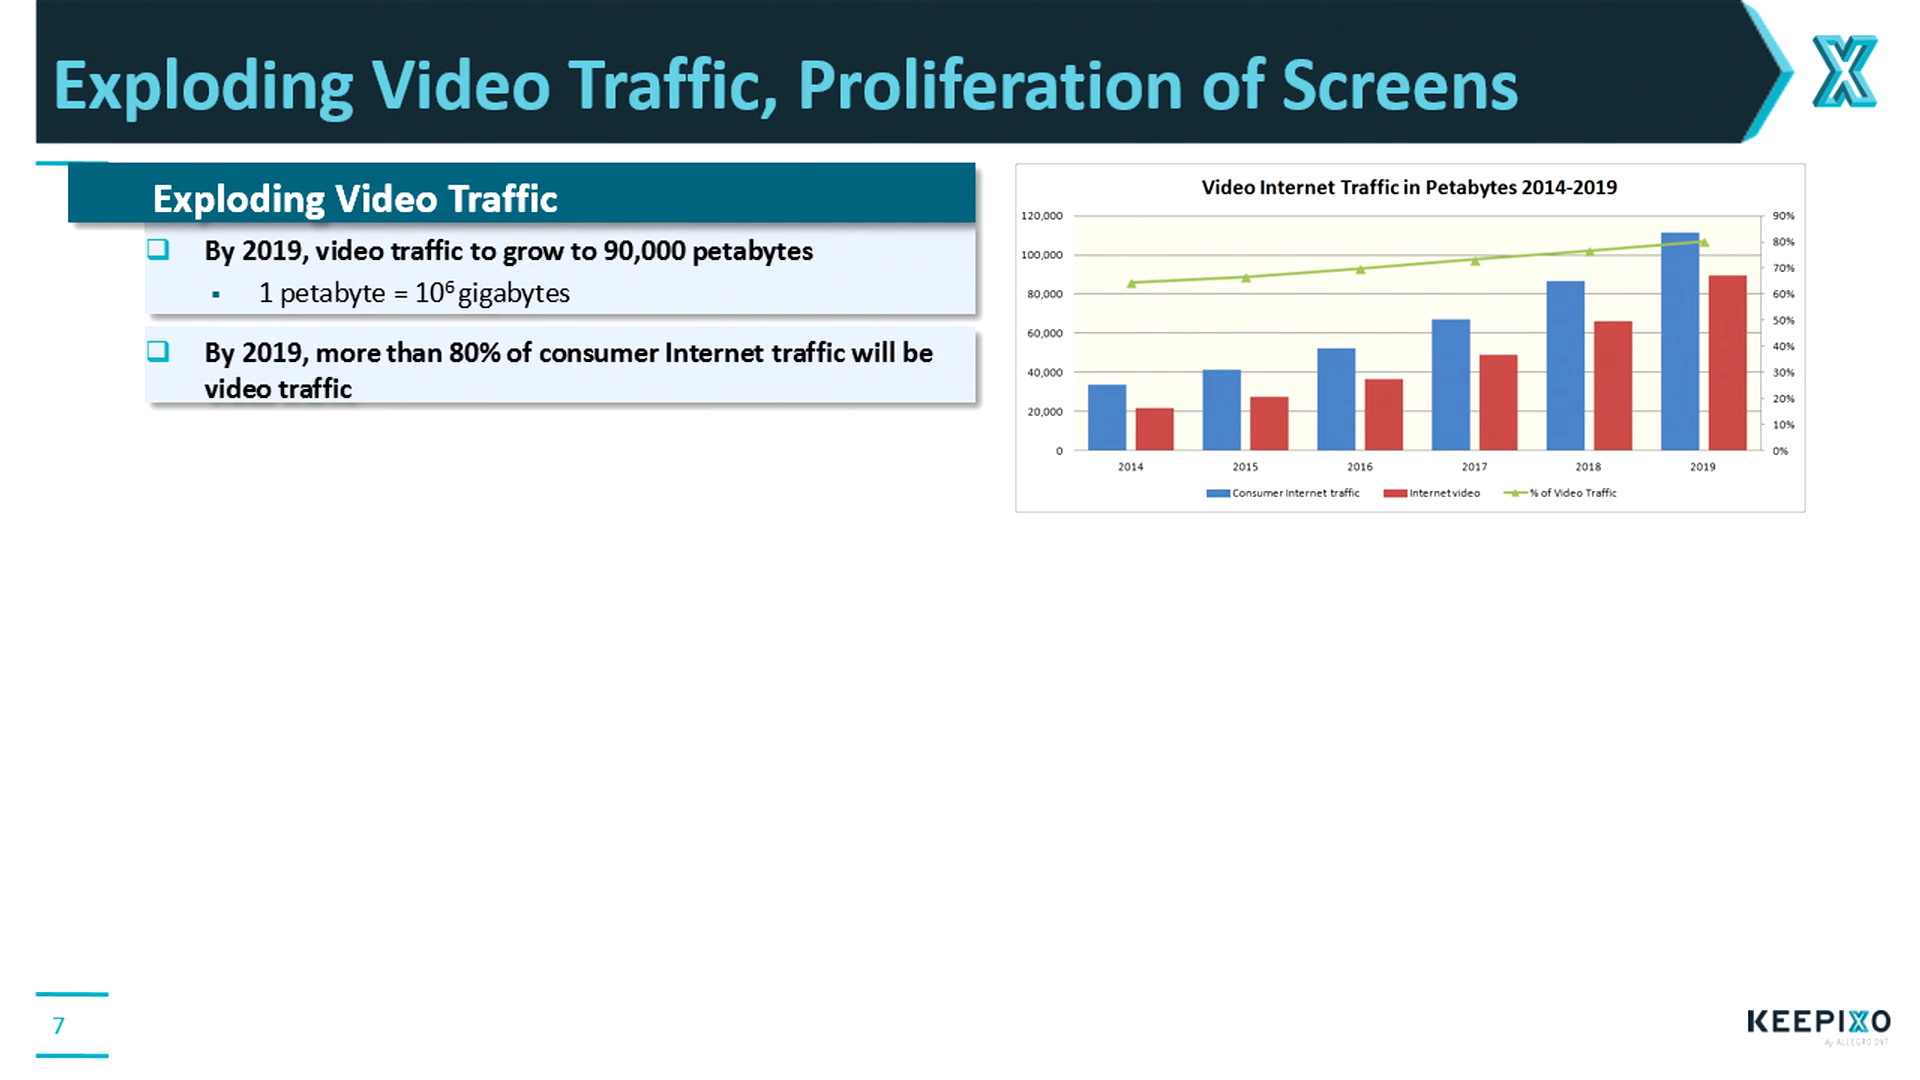 Exploding Video Traffic, Proliferation of Screens
Exploding Video Traffic
By 2019, video traffic to grow to 90,000 petabytes
1 petabyte = 10⁶ gigabytes
By 2019, more than 80% of consumer Internet traffic will be
video traffic
Video Internet Traffic in Petabytes 2014-2019
120,000
100,000
80,000
60,000
40,000
20,000
0
90%
80%
70%
60%
50%
40%
30%
20%
10%
0%
2014 2015 2016 2017 2018 2019
Consumer Internet traffic Internet video % of Video Traffic
7
KEEPIXO
By ALLEGRO DVT